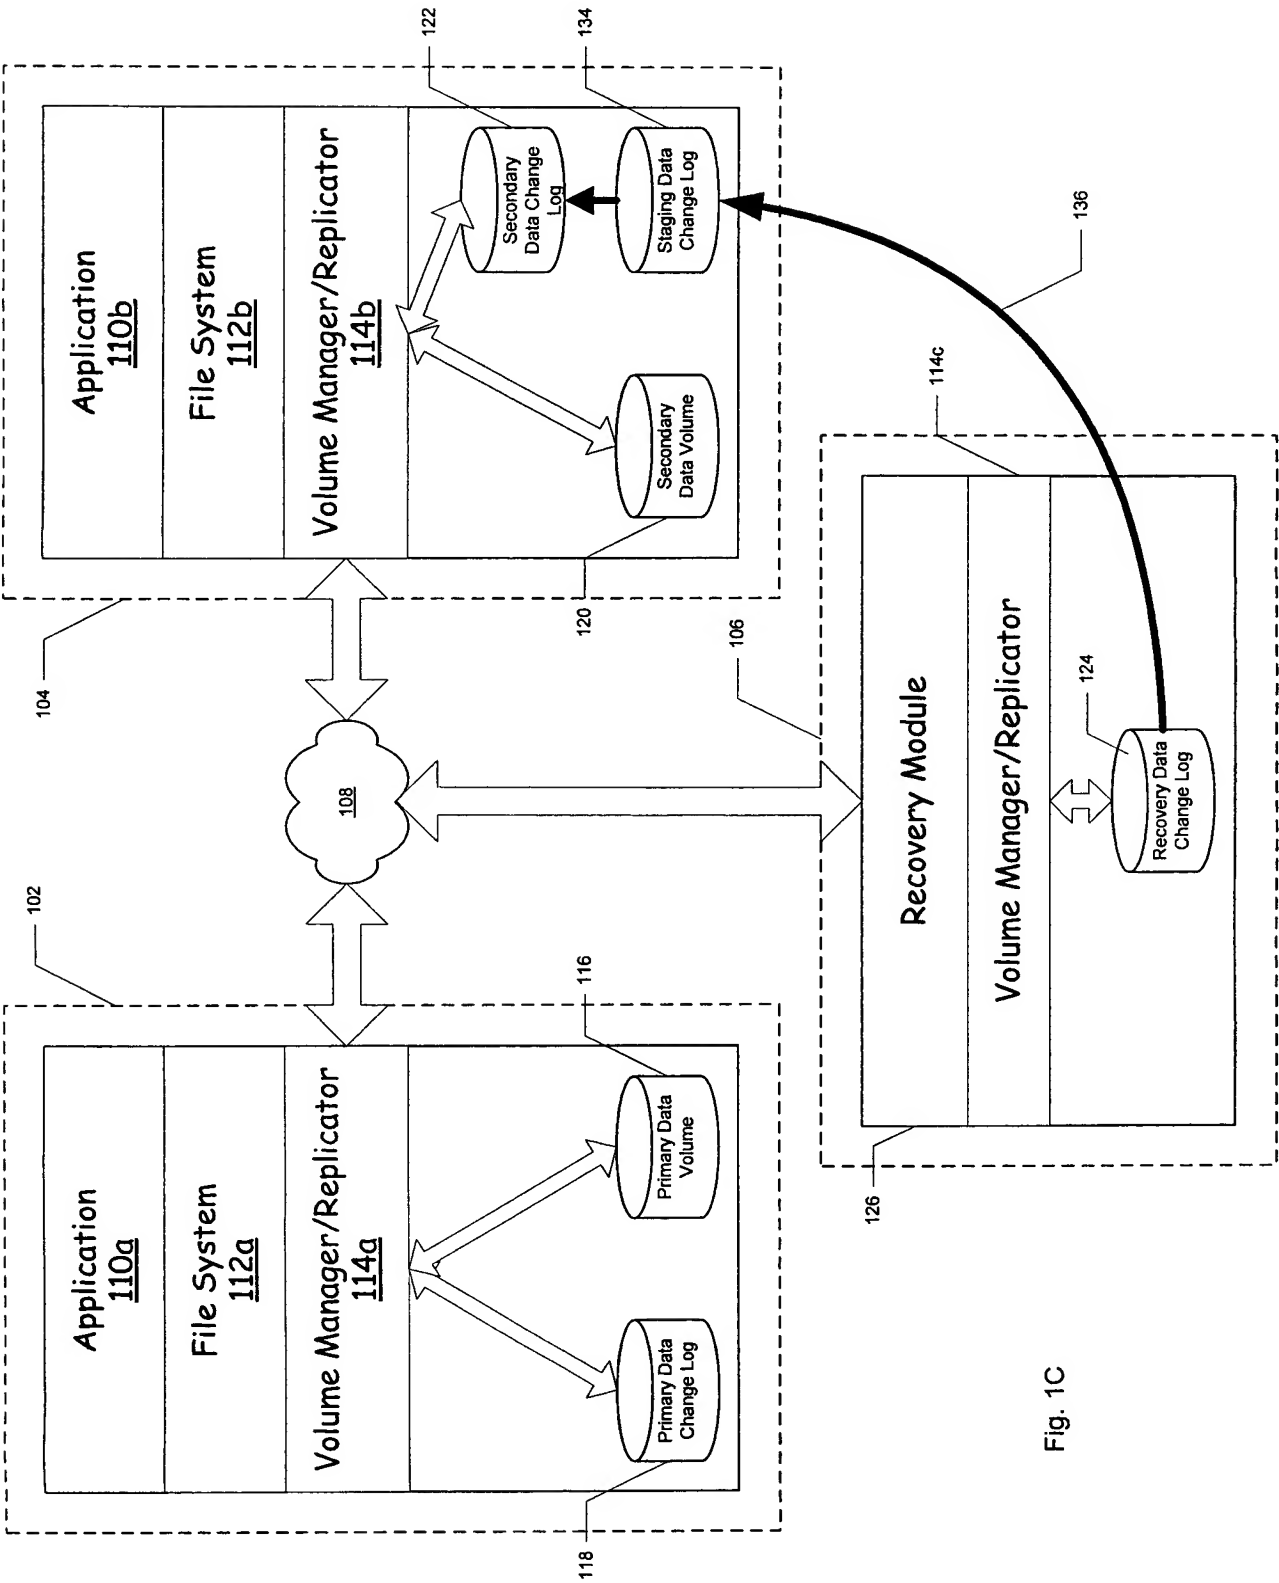 102
Application
110a
File System
112a
Volume Manager/Replicator
114a
Primary Data
Change Log
118
Primary Data
Volume
116
108
104
Application
110b
File System
112b
Volume Manager/Replicator
114b
Secondary
Data Volume
120
Secondary
Data Change
Log
122
Staging Data
Change Log
134
136
106
126
Recovery Module
Volume Manager/Replicator
114c
Recovery Data
Change Log
124
Fig. 1C